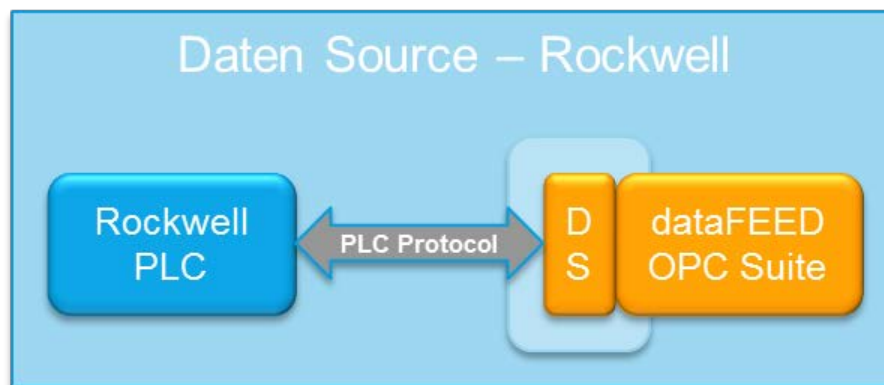 Daten Source – Rockwell
Rockwell
PLC
PLC Protocol
D
S
dataFEED
OPC Suite